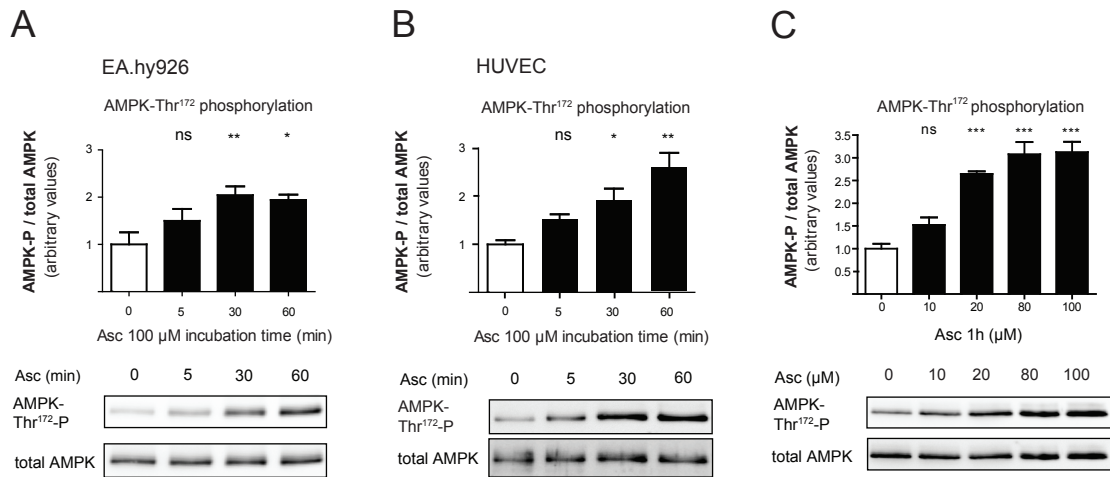 A
EA.hy926
AMPK-Thr¹⁷² phosphorylation
ns ** *
AMPK-P / total AMPK
(arbitrary values)
3
2
1
0 5 30 60
Asc 100 µM incubation time (min)
Asc (min) 0 5 30 60
AMPK-
Thr¹⁷²-P
total AMPK
B
HUVEC
AMPK-Thr¹⁷² phosphorylation
ns * **
AMPK-P / total AMPK
(arbitrary values)
3
2
1
0 5 30 60
Asc 100 µM incubation time (min)
Asc (min) 0 5 30 60
AMPK-
Thr¹⁷²-P
total AMPK
C
AMPK-Thr¹⁷² phosphorylation
ns *** *** ***
AMPK-P / total AMPK
(arbitrary values)
3.5
3.0
2.5
2.0
1.5
1.0
0.5
0 10 20 80 100
Asc 1h (µM)
Asc (µM) 0 10 20 80 100
AMPK-
Thr¹⁷²-P
total AMPK